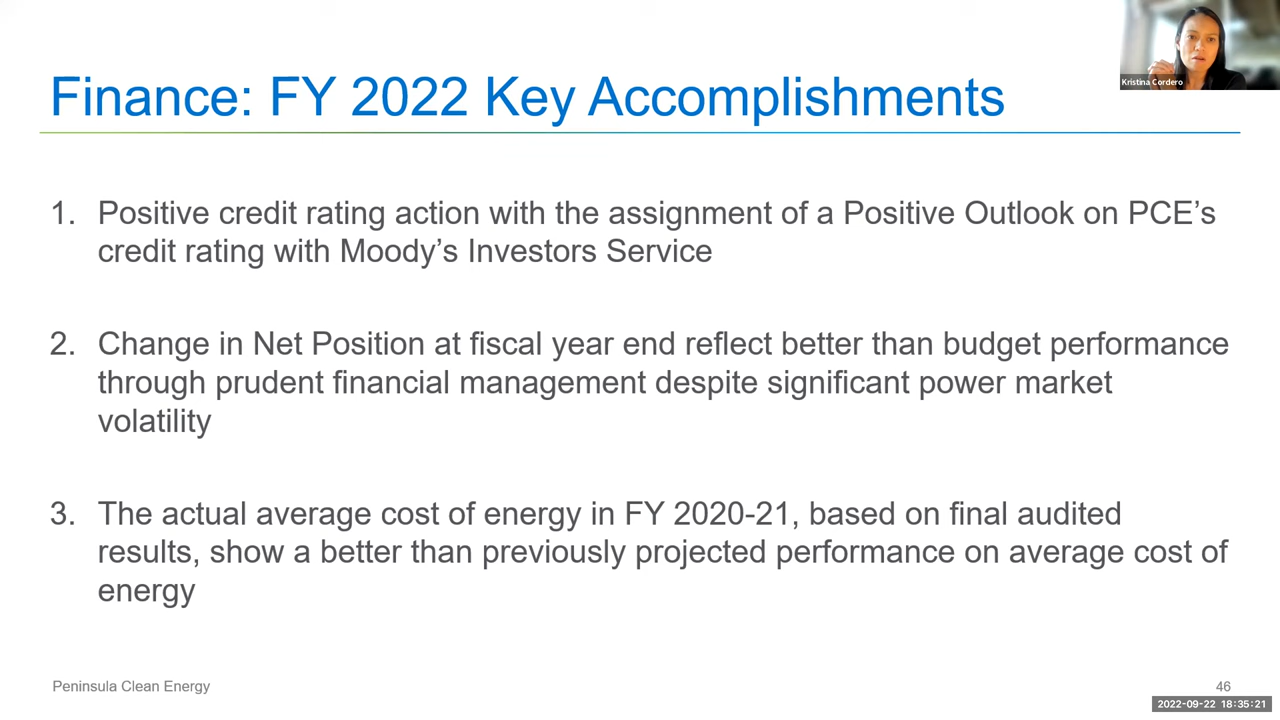 Kristina Cordero
Finance: FY 2022 Key Accomplishments
1. Positive credit rating action with the assignment of a Positive Outlook on PCE’s
credit rating with Moody’s Investors Service
2. Change in Net Position at fiscal year end reflect better than budget performance
through prudent financial management despite significant power market
volatility
3. The actual average cost of energy in FY 2020-21, based on final audited
results, show a better than previously projected performance on average cost of
energy
Peninsula Clean Energy
46
2022-09-22 18:35:21